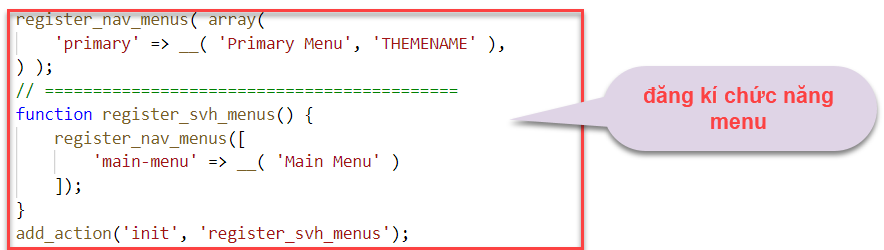 register_nav_menus( array(
    'primary' => __( 'Primary Menu', 'THEMENAME' ),
) );
// ===========================================
function register_svh_menus() {
    register_nav_menus([
        'main-menu' => __( 'Main Menu' )
    ]);
}
add_action('init', 'register_svh_menus');
đăng kí chức năng
menu